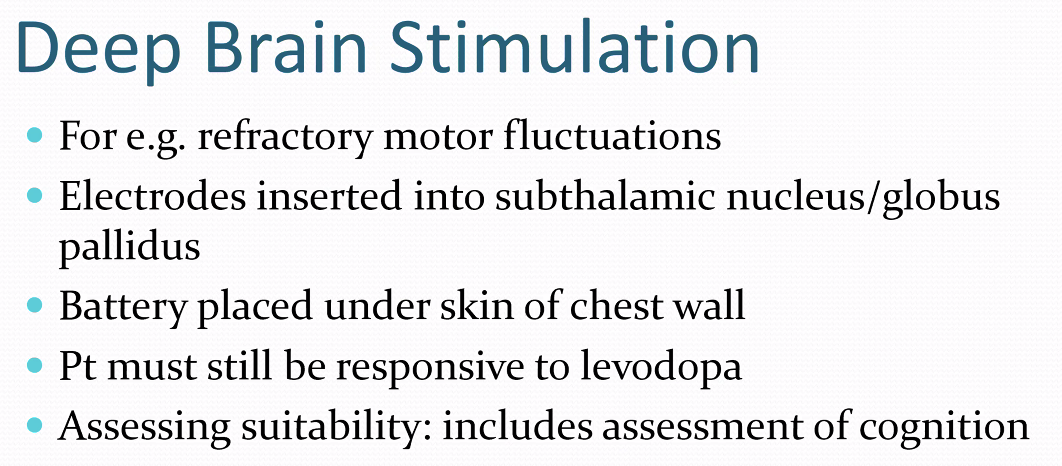 Deep Brain Stimulation
• For e.g. refractory motor fluctuations
• Electrodes inserted into subthalamic nucleus/globus
pallidus
• Battery placed under skin of chest wall
• Pt must still be responsive to levodopa
• Assessing suitability: includes assessment of cognition